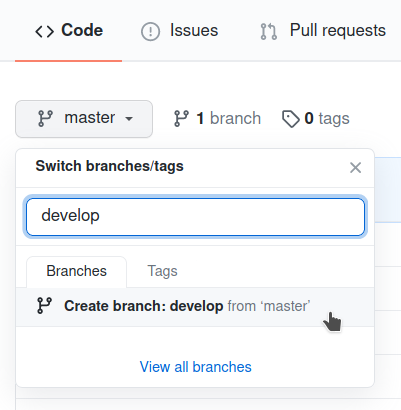 Code Issues Pull requests
master 1 branch 0 tags
Switch branches/tags
develop
Branches Tags
Create branch: develop from ‘master’
View all branches